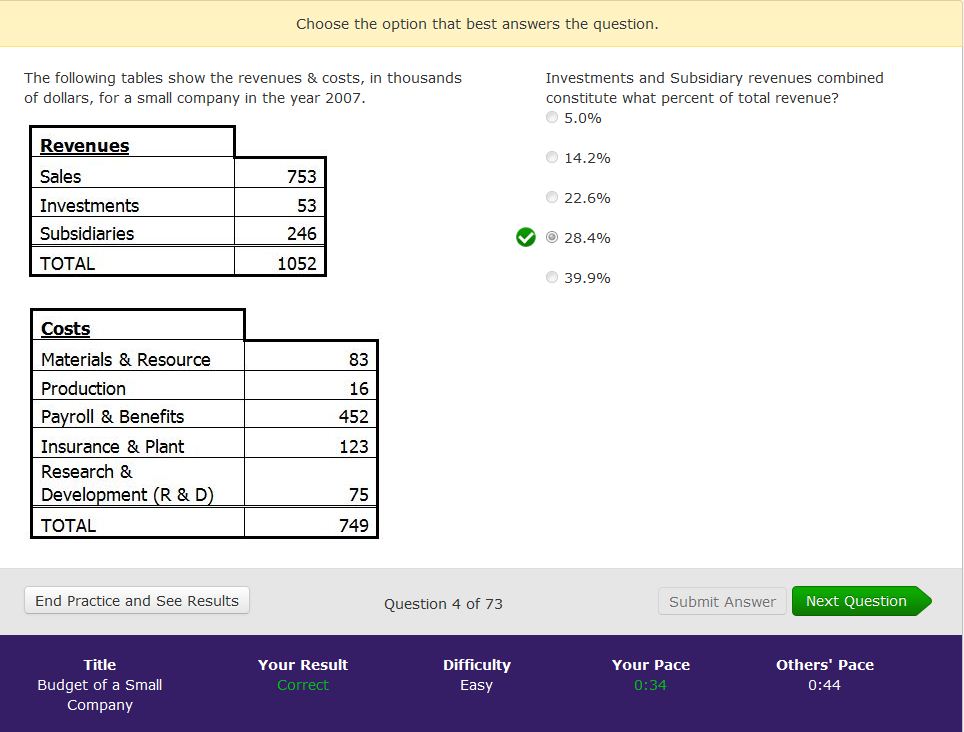 Choose the option that best answers the question.
The following tables show the revenues & costs, in thousands
of dollars, for a small company in the year 2007.
Revenues
Sales 753
Investments 53
Subsidiaries 246
TOTAL 1052
Costs
Materials & Resource 83
Production 16
Payroll & Benefits 452
Insurance & Plant 123
Research &
Development (R & D) 75
TOTAL 749
Investments and Subsidiary revenues combined
constitute what percent of total revenue?
5.0%
14.2%
22.6%
28.4%
39.9%
End Practice and See Results
Question 4 of 73
Submit Answer
Next Question
Title
Budget of a Small
Company
Your Result
Correct
Difficulty
Easy
Your Pace
0:34
Others' Pace
0:44